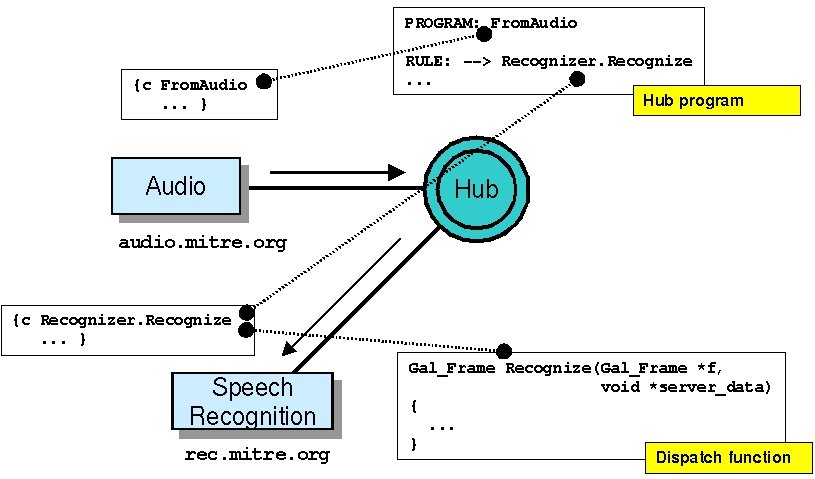 PROGRAM: FromAudio
RULE: --> Recognizer.Recognize
...
Hub program
{c FromAudio
... }
Audio
Hub
audio.mitre.org
{c Recognizer.Recognize
... }
Gal_Frame Recognize(Gal_Frame *f,
void *server_data)
{
...
}
Dispatch function
Speech
Recognition
rec.mitre.org